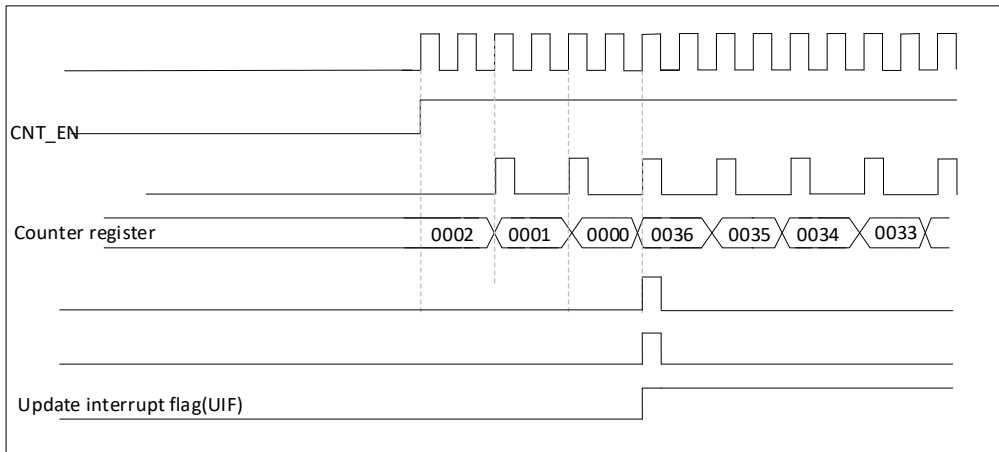 CNT_EN
Counter register
0002 0001 0000 0036 0035 0034 0033
Update interrupt flag(UIF)